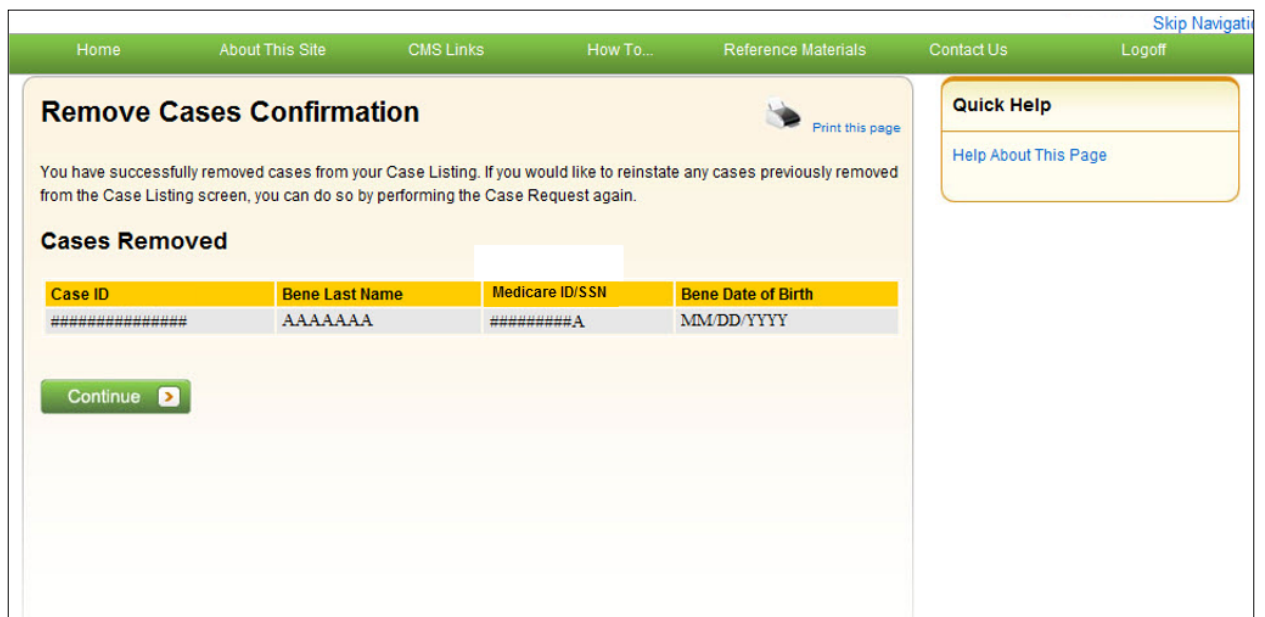 Skip Navigatio
Home About This Site CMS Links How To... Reference Materials Contact Us Logoff
Remove Cases Confirmation
Print this page
You have successfully removed cases from your Case Listing. If you would like to reinstate any cases previously removed
from the Case Listing screen, you can do so by performing the Case Request again.
Cases Removed
Case ID Bene Last Name Medicare ID/SSN Bene Date of Birth
############### AAAAAAA #########A MM/DD/YYYY
Continue
Quick Help
Help About This Page